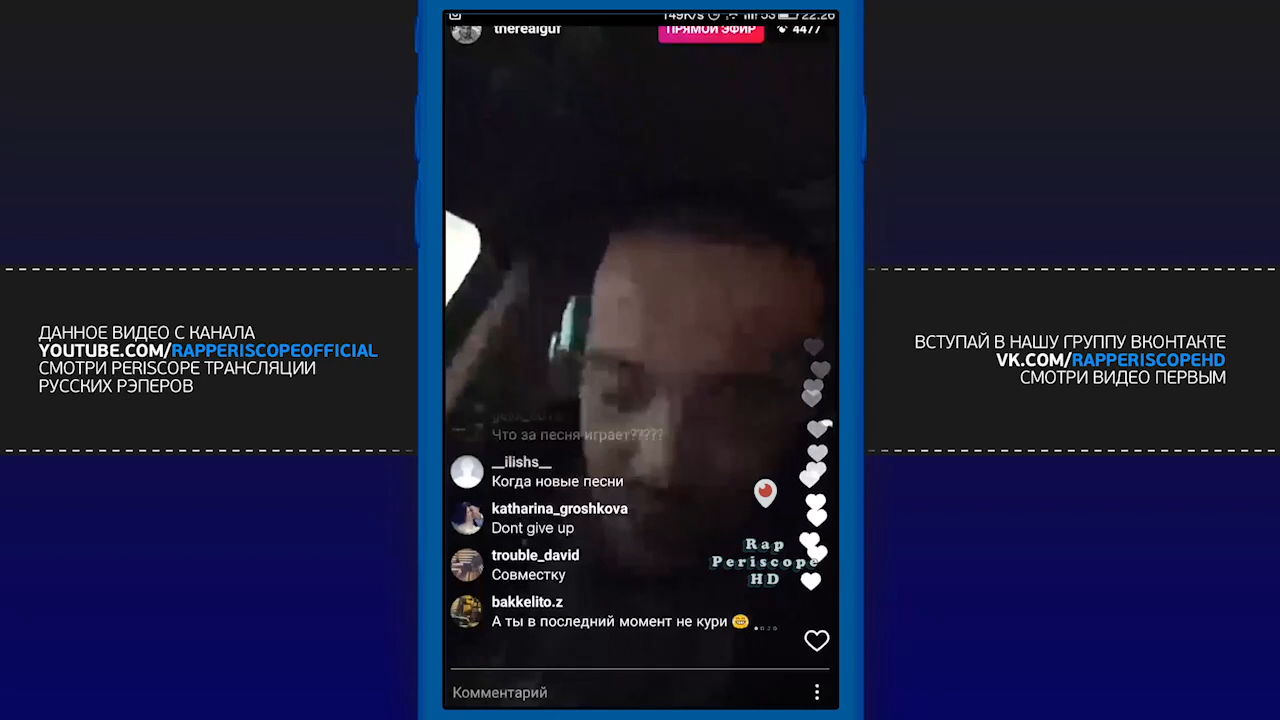 149K/s 53 22:26
therealguf ПРЯМОЙ ЭФИР 4477
ДАННОЕ ВИДЕО С КАНАЛА
YOUTUBE.COM/RAPPERISCOPEOFFICIAL
СМОТРИ PERISCOPE ТРАНСЛЯЦИИ
РУССКИХ РЭПЕРОВ
Что за песня играет?????
__ilishs__
Когда новые песни
katharina_groshkova
Dont give up
trouble_david
Совместку
bakkelito.z
А ты в последний момент не кури 🤓
Rap
Periscope
HD
Комментарий
ВСТУПАЙ В НАШУ ГРУППУ ВКОНТАКТЕ
VK.COM/RAPPERISCOPEHD
СМОТРИ ВИДЕО ПЕРВЫМ